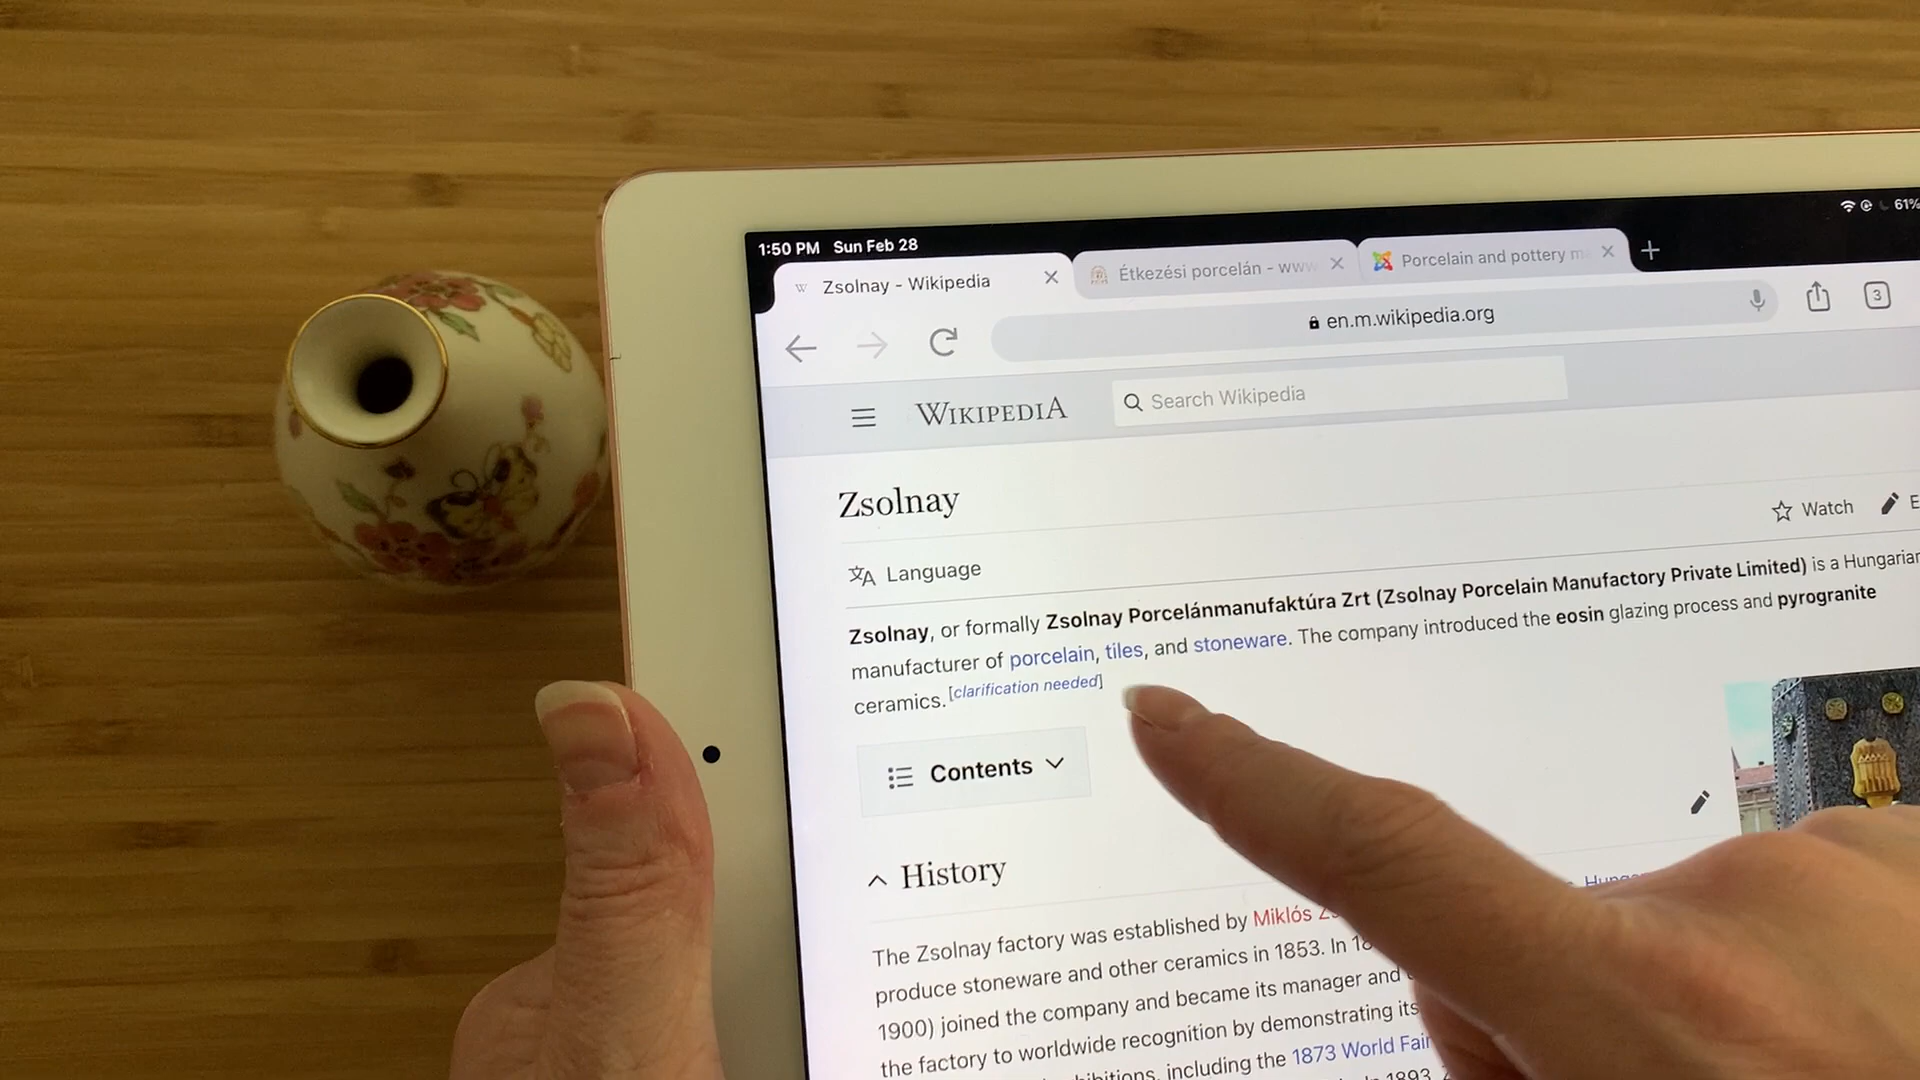 1:50 PM Sun Feb 28
61%
Zsolnay - Wikipedia
Étkezési porcelán - www
Porcelain and pottery m
en.m.wikipedia.org
3
WIKIPEDIA
Search Wikipedia
Zsolnay
Watch
Language
Zsolnay, or formally Zsolnay Porcelánmanufaktúra Zrt (Zsolnay Porcelain Manufactory Private Limited) is a Hungarian
manufacturer of porcelain, tiles, and stoneware. The company introduced the eosin glazing process and pyrogranite
ceramics. [clarification needed]
Contents
History
The Zsolnay factory was established by Miklós
produce stoneware and other ceramics in 1853. In
1900) joined the company and became its manager and
the factory to worldwide recognition by demonstrating its
including the 1873 World Fair
1893